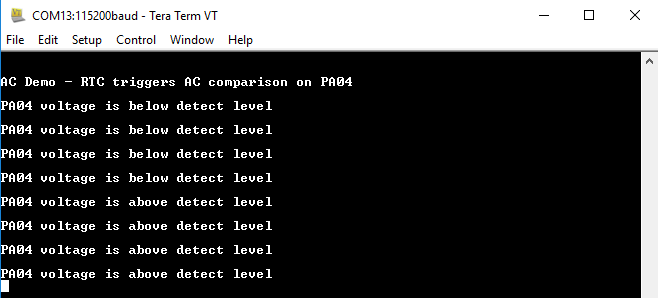 COM13:115200baud - Tera Term VT
File Edit Setup Control Window Help
AC Demo - RTC triggers AC comparison on PA04
PA04 voltage is below detect level
PA04 voltage is below detect level
PA04 voltage is below detect level
PA04 voltage is below detect level
PA04 voltage is above detect level
PA04 voltage is above detect level
PA04 voltage is above detect level
PA04 voltage is above detect level